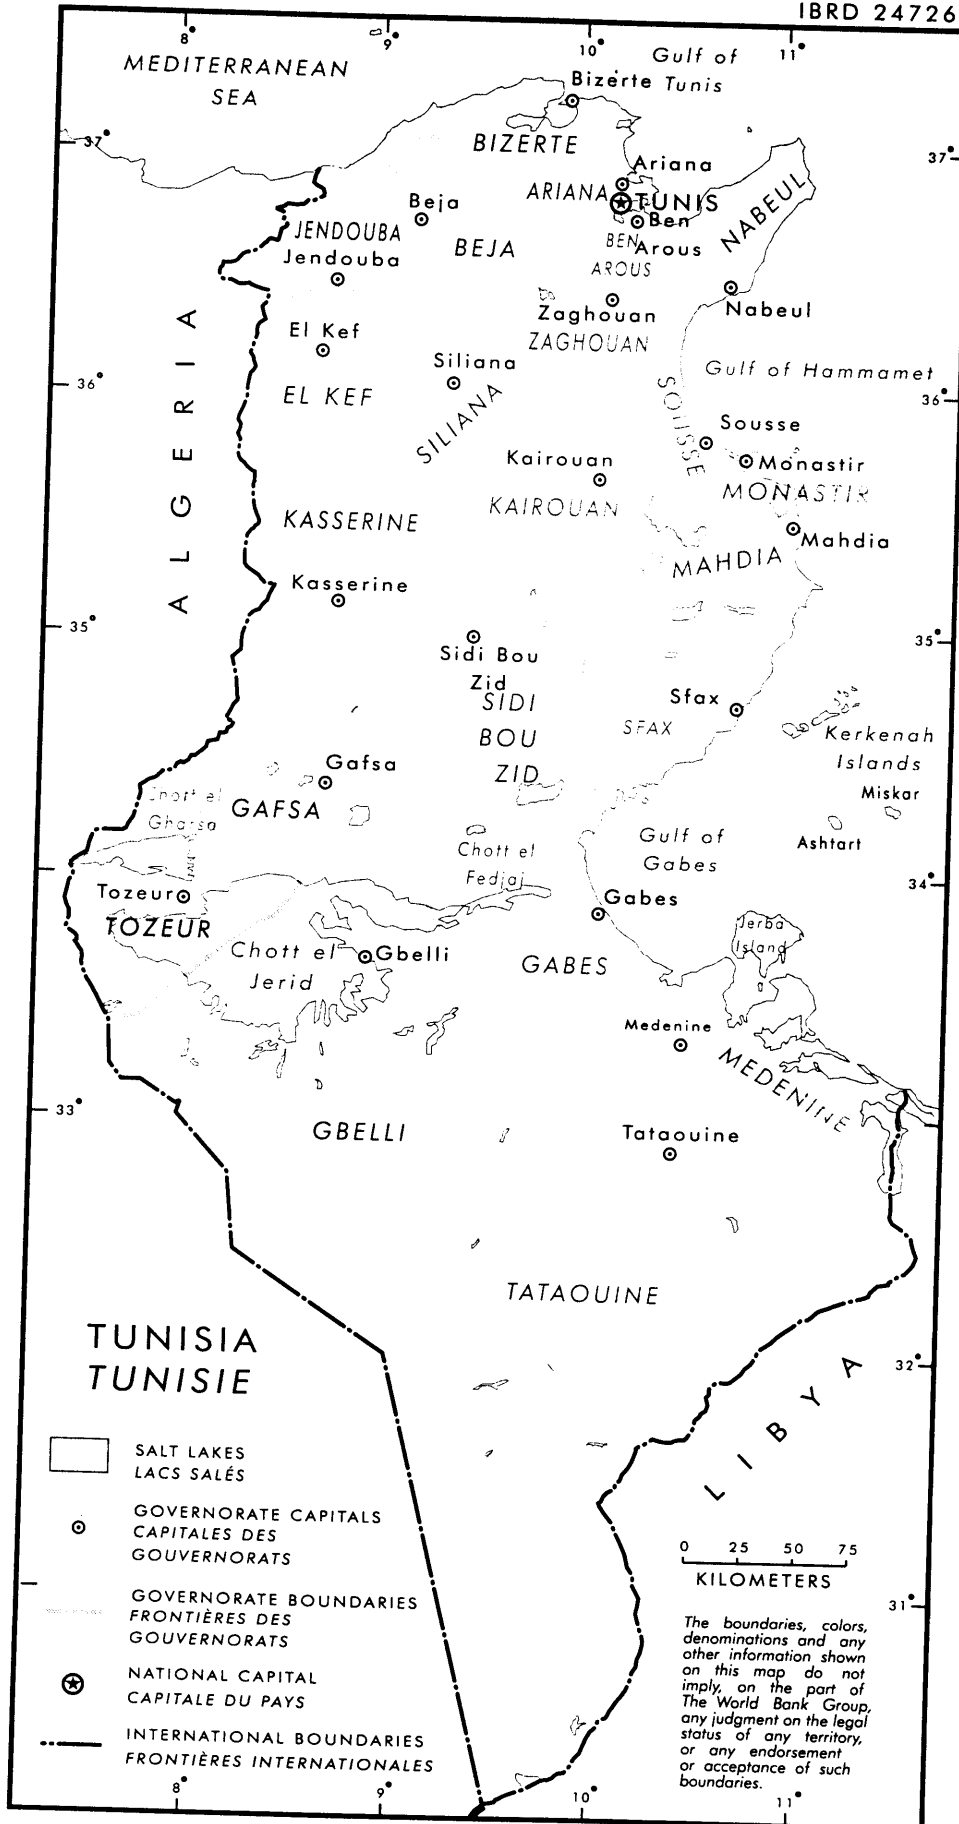 IBRD 24726
8°
9°
10°
11°
MEDITERRANEAN
SEA
Gulf of
Tunis
Bizerte
37°
37°
BIZERTE
Ariana
ARIANA
TUNIS
NABEUL
Beja
Ben
Arous
JENDOUBA
BEJA
BEN
AROUS
Jendouba
Nabeul
Zaghouan
ZAGHOUAN
El Kef
Siliana
Gulf of Hammamet
36°
36°
EL KEF
SILIANA
SOUSSE
Sousse
Kairouan
Monastir
MONASTIR
KAIROUAN
KASSERINE
Mahdia
MAHDIA
ALGERIA
Kasserine
35°
35°
Sidi Bou
Zid
SIDI
BOU
ZID
Sfax
SFAX
Kerkenah
Islands
Gafsa
GAFSA
Miskar
Chott el
Gharsa
Ashtart
Gulf of
Gabes
Chott el
Fedjaj
34°
Tozeur
TOZEUR
Gabes
Jerba
Island
Chott el
Jerid
Gbelli
GABES
Medenine
MEDENINE
33°
GBELLI
Tataouine
TATAOUINE
32°
LIBYA
TUNISIA
TUNISIE
SALT LAKES
LACS SALÉS
GOVERNORATE CAPITALS
CAPITALES DES
GOUVERNORATS
GOVERNORATE BOUNDARIES
FRONTIÈRES DES
GOUVERNORATS
NATIONAL CAPITAL
CAPITALE DU PAYS
INTERNATIONAL BOUNDARIES
FRONTIÈRES INTERNATIONALES
0 25 50 75
KILOMETERS
31°
The boundaries, colors,
denominations and any
other information shown
on this map do not
imply, on the part of
The World Bank Group,
any judgment on the legal
status of any territory,
or any endorsement
or acceptance of such
boundaries.
8°
9°
10°
11°